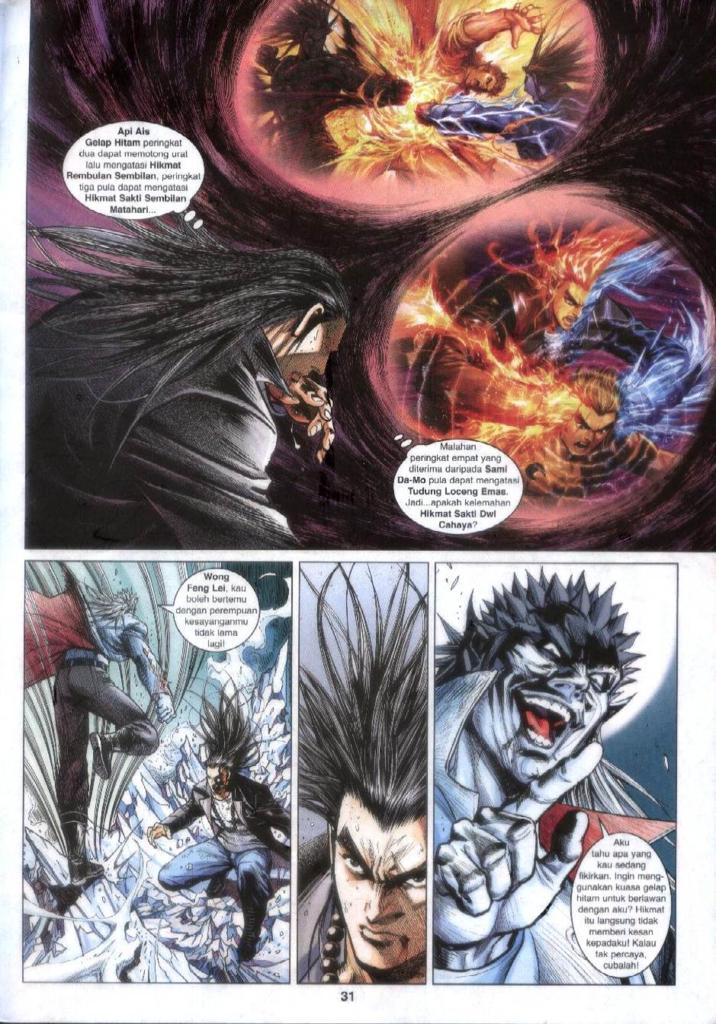 Api Ais
Gelap Hitam peringkat
dua dapat memotong urat
lalu mengatasi Hikmat
Rembulan Sembilan, peringkat
tiga pula dapat mengatasi
Hikmat Sakti Sembilan
Matahari...
Malahan
peringkat empat yang
diterima daripada Sami
Da-Mo pula dapat mengatasi
Tudung Loceng Emas.
Jadi...apakah kelemahan
Hikmat Sakti Dwi
Cahaya?
Wong
Feng Lei, kau
boleh bertemu
dengan perempuan
kesayanganmu
tidak lama
lagi!
Aku
tahu apa yang
kau sedang
fikirkan. Ingin meng-
gunakan kuasa gelap
hitam untuk berlawan
dengan aku? Hikmat
itu langsung tidak
memberi kesan
kepadaku! Kalau
tak percaya,
cubalah!
31